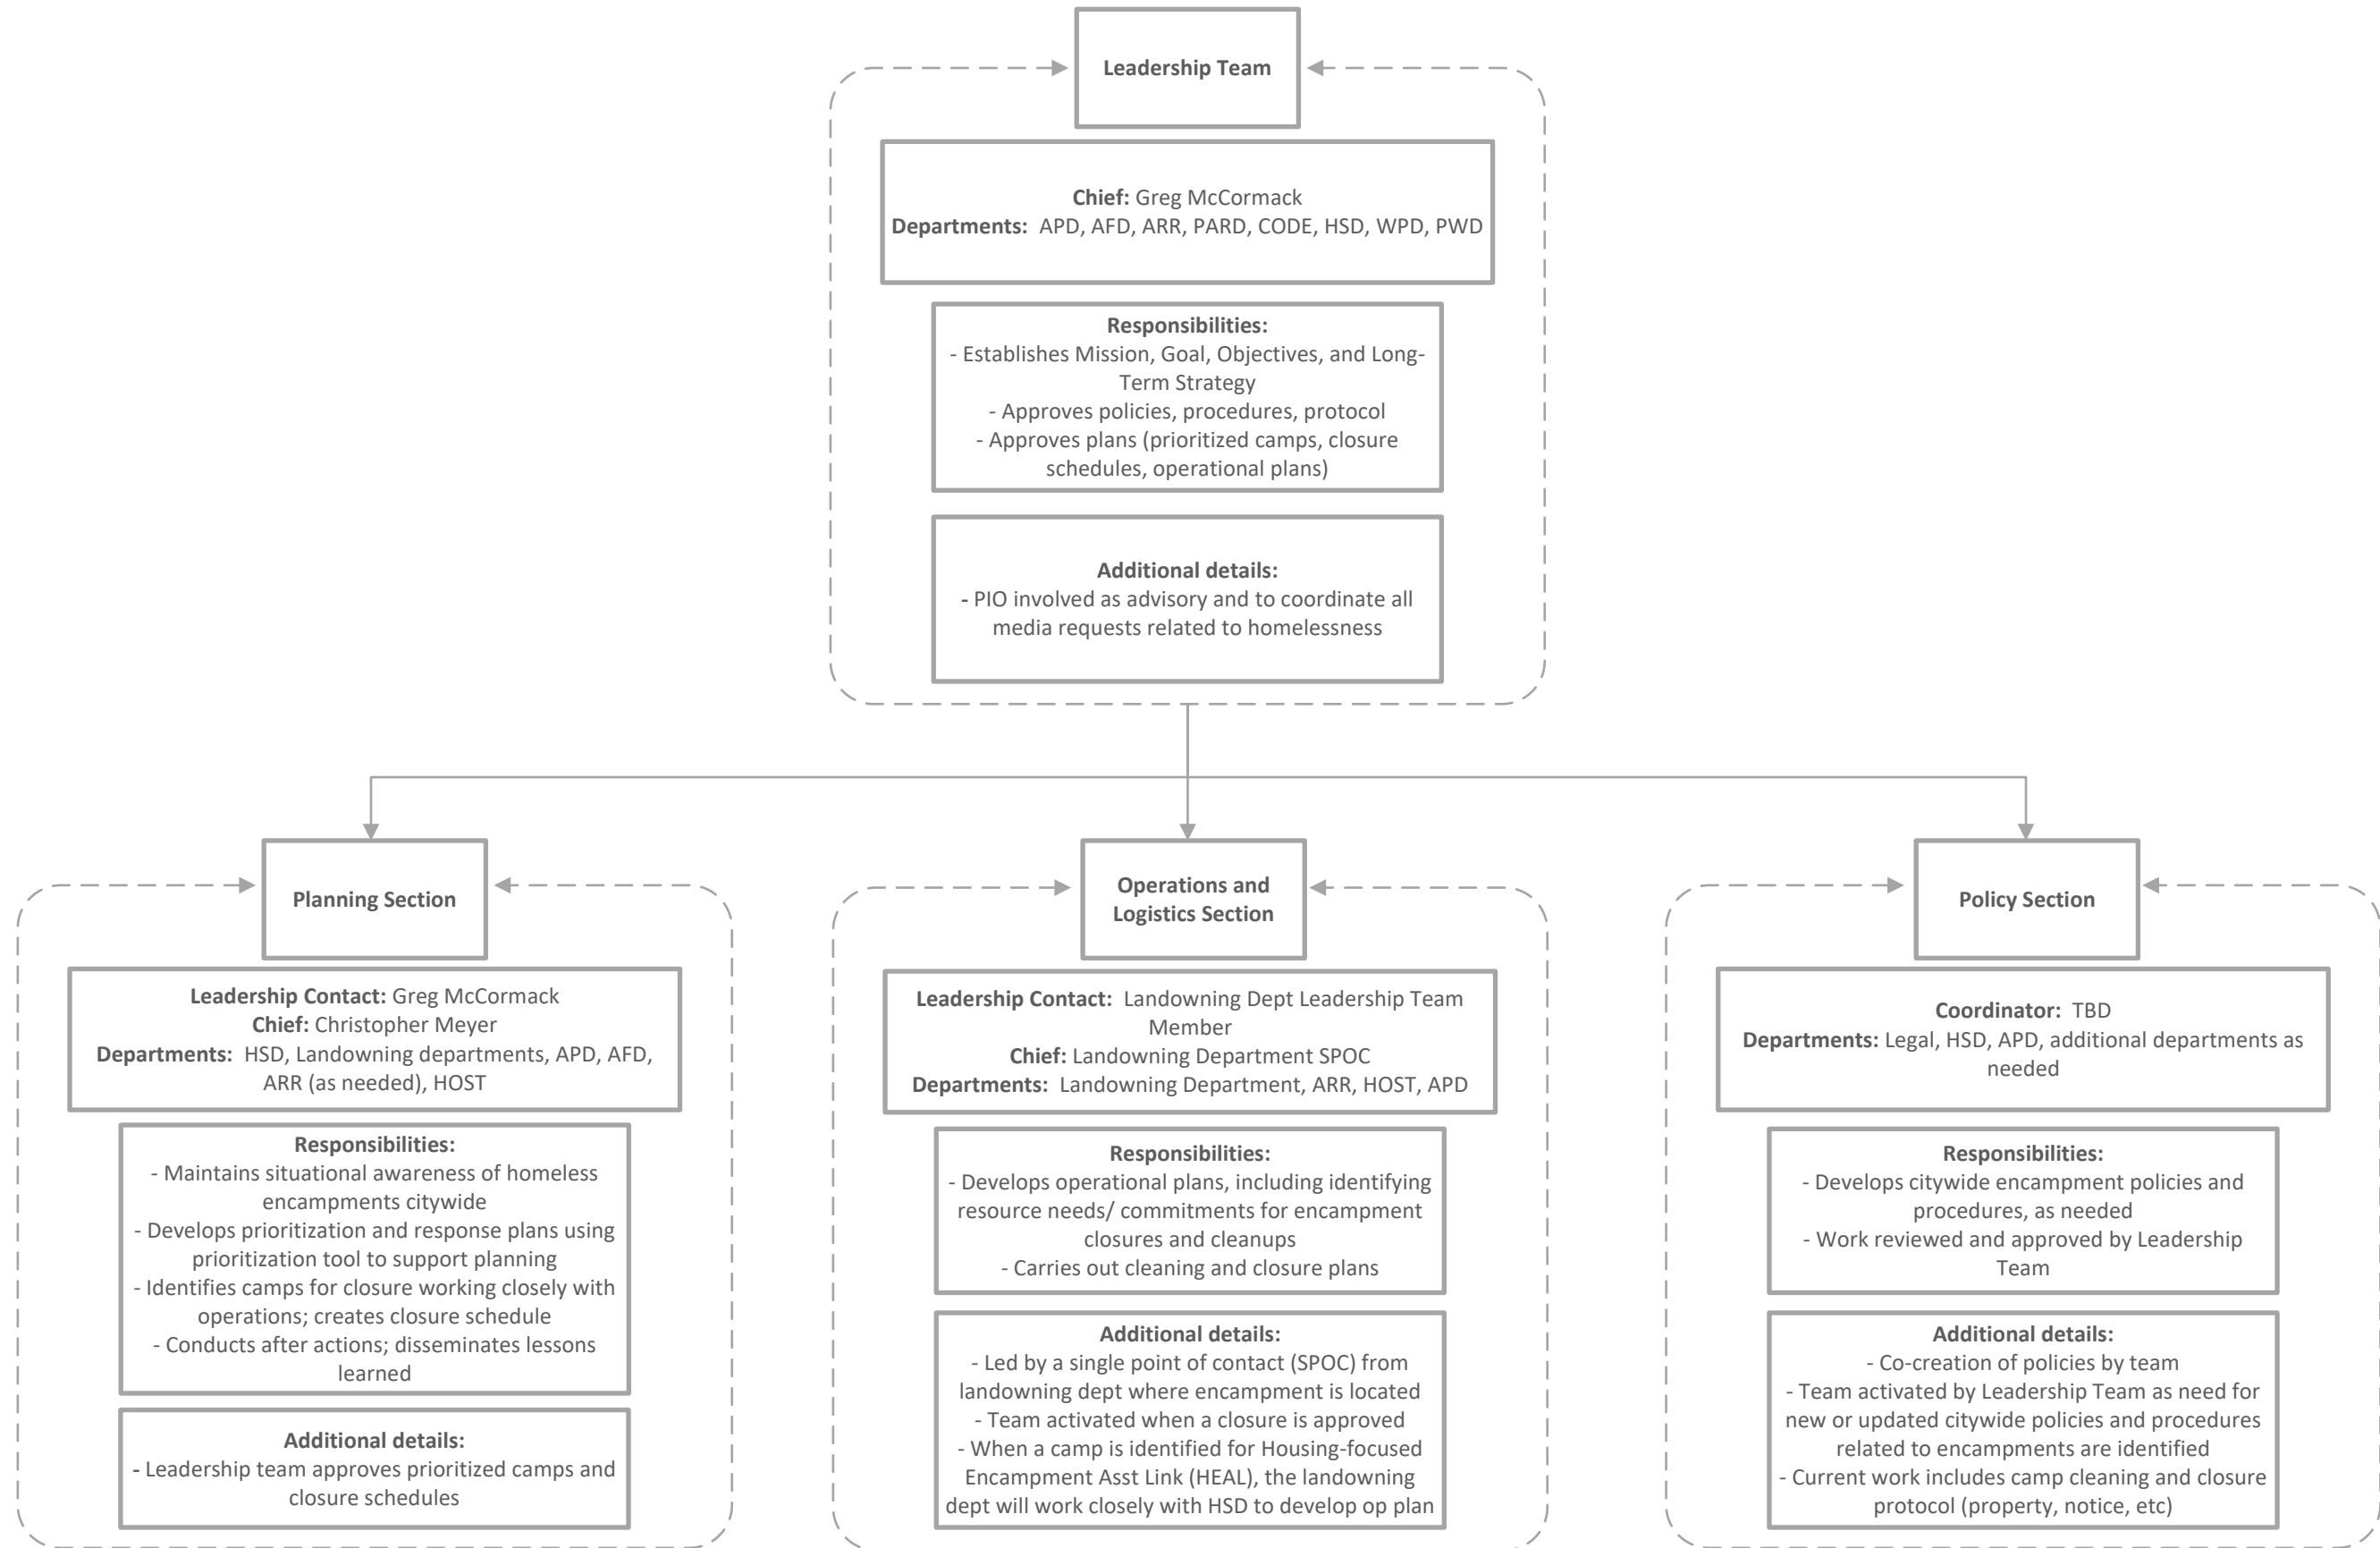 Leadership Team
Chief: Greg McCormack
Departments: APD, AFD, ARR, PARD, CODE, HSD, WPD, PWD
Responsibilities:
- Establishes Mission, Goal, Objectives, and Long-
Term Strategy
- Approves policies, procedures, protocol
- Approves plans (prioritized camps, closure
schedules, operational plans)
Additional details:
- PIO involved as advisory and to coordinate all
media requests related to homelessness
Planning Section
Leadership Contact: Greg McCormack
Chief: Christopher Meyer
Departments: HSD, Landowning departments, APD, AFD,
ARR (as needed), HOST
Responsibilities:
- Maintains situational awareness of homeless
encampments citywide
- Develops prioritization and response plans using
prioritization tool to support planning
- Identifies camps for closure working closely with
operations; creates closure schedule
- Conducts after actions; disseminates lessons
learned
Additional details:
- Leadership team approves prioritized camps and
closure schedules
Operations and
Logistics Section
Leadership Contact: Landowning Dept Leadership Team
Member
Chief: Landowning Department SPOC
Departments: Landowning Department, ARR, HOST, APD
Responsibilities:
- Develops operational plans, including identifying
resource needs/ commitments for encampment
closures and cleanups
- Carries out cleaning and closure plans
Additional details:
- Led by a single point of contact (SPOC) from
landowning dept where encampment is located
- Team activated when a closure is approved
- When a camp is identified for Housing-focused
Encampment Asst Link (HEAL), the landowning
dept will work closely with HSD to develop op plan
Policy Section
Coordinator: TBD
Departments: Legal, HSD, APD, additional departments as
needed
Responsibilities:
- Develops citywide encampment policies and
procedures, as needed
- Work reviewed and approved by Leadership
Team
Additional details:
- Co-creation of policies by team
- Team activated by Leadership Team as need for
new or updated citywide policies and procedures
related to encampments are identified
- Current work includes camp cleaning and closure
protocol (property, notice, etc)